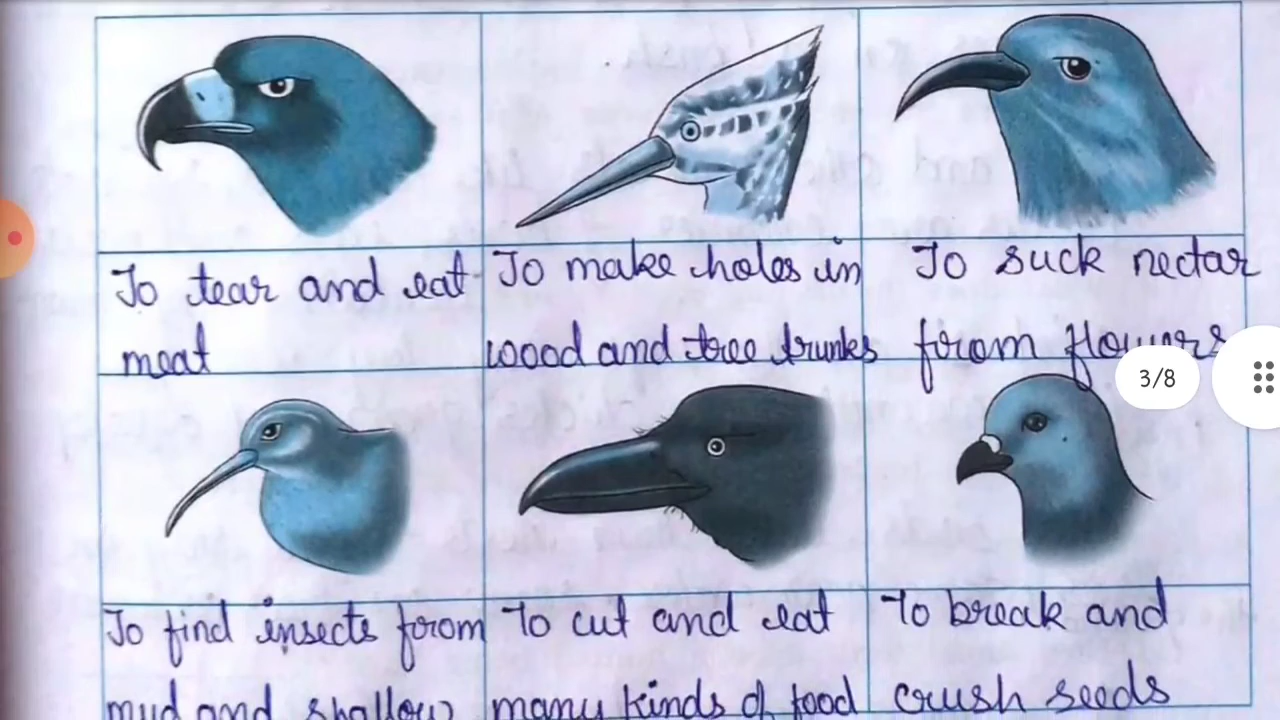 To tear and eat
meat
To make holes in
wood and tree trunks
To suck nectar
from flowers
3/8
To find insects from
mud and shallow
To cut and eat
many kinds of food
To break and
crush seeds